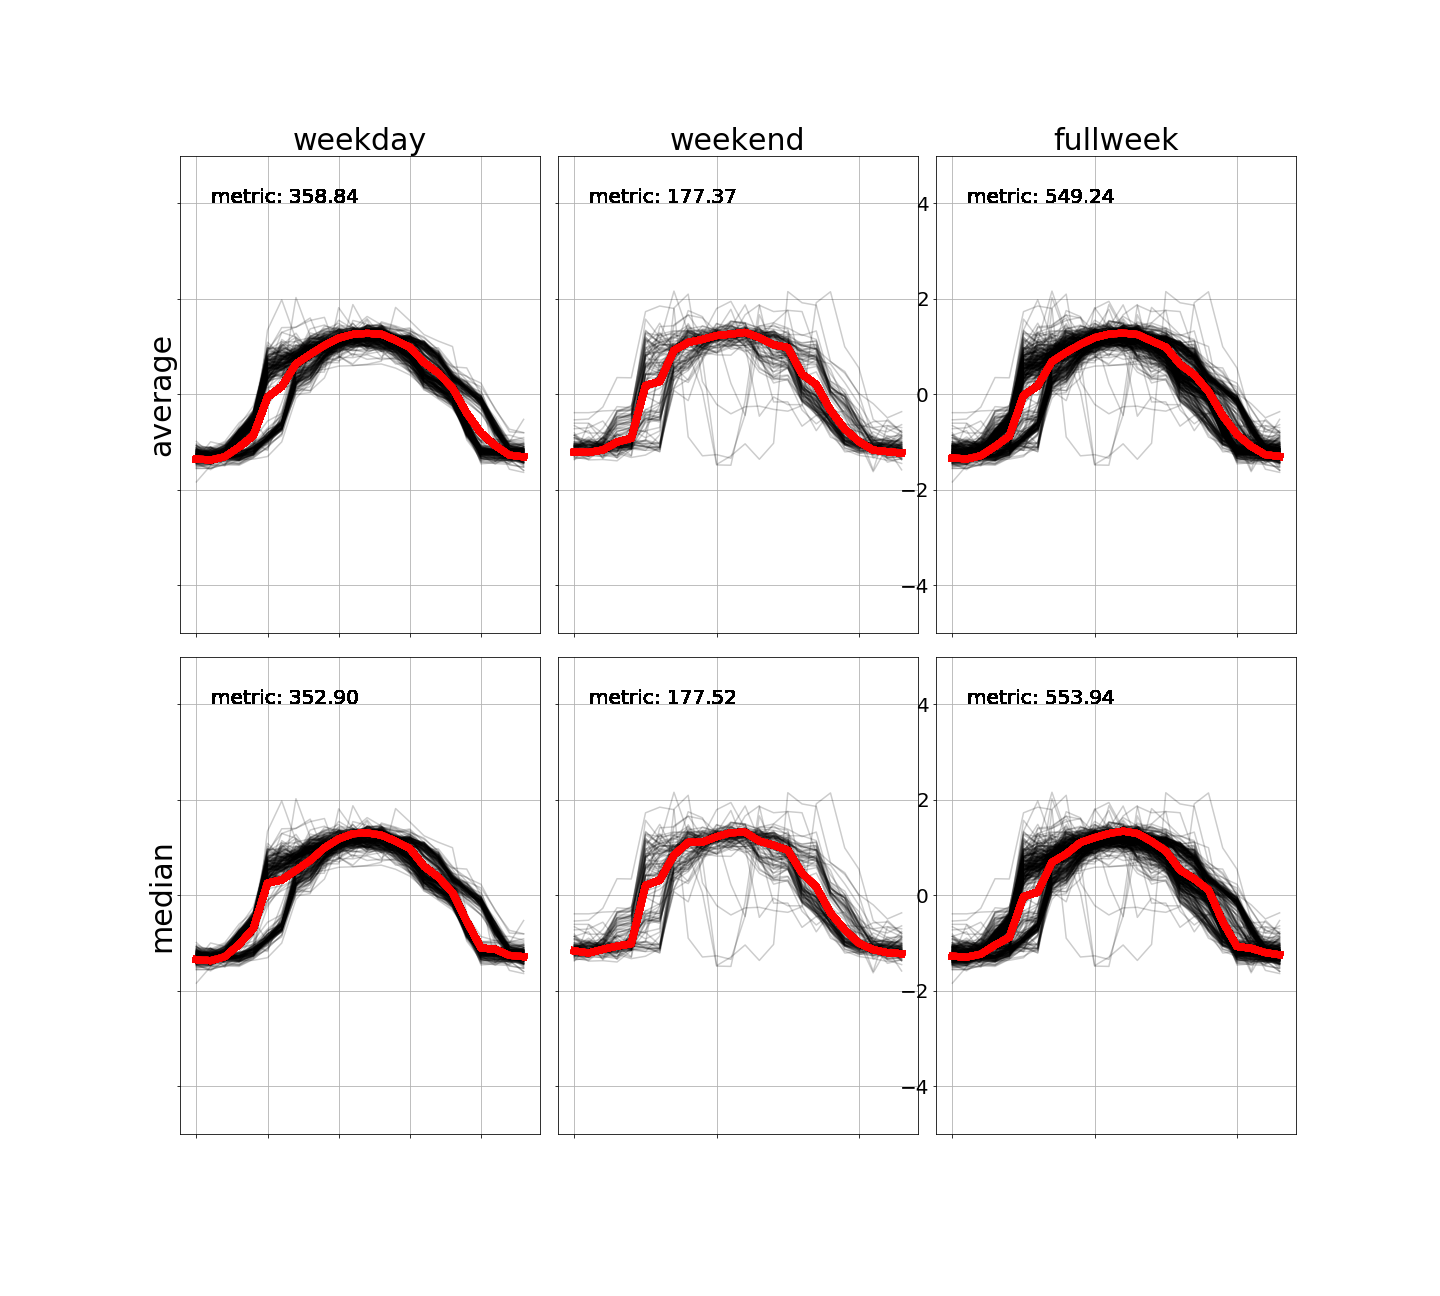 weekday
weekend
fullweek
average
metric: 358.84
metric: 177.37
metric: 549.24
4
2
0
−2
−4
median
metric: 352.90
metric: 177.52
metric: 553.94
4
2
0
−2
−4